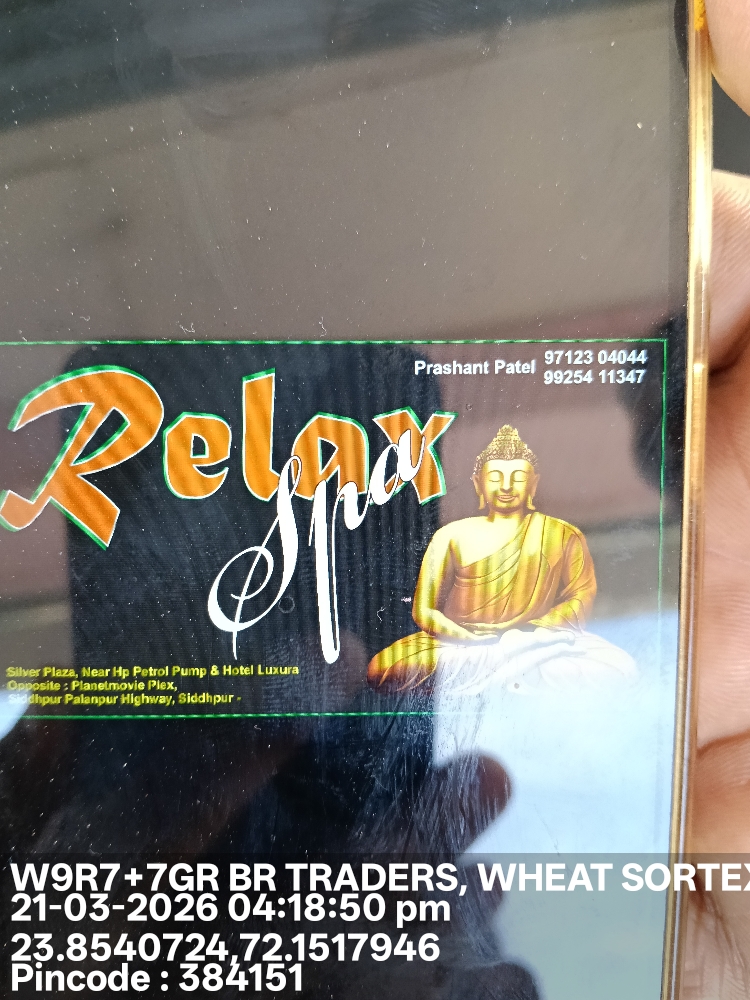 Prashant Patel 97123 04044
99254 11347
Relax
Spa
Silver Plaza, Near Hp Petrol Pump & Hotel Luxura
Opposite : Planetmovie Plex,
Siddhpur Palanpur Highway, Siddhpur -
W9R7+7GR BR TRADERS, WHEAT SORTEX
21-03-2026 04:18:50 pm
23.8540724,72.1517946
Pincode : 384151